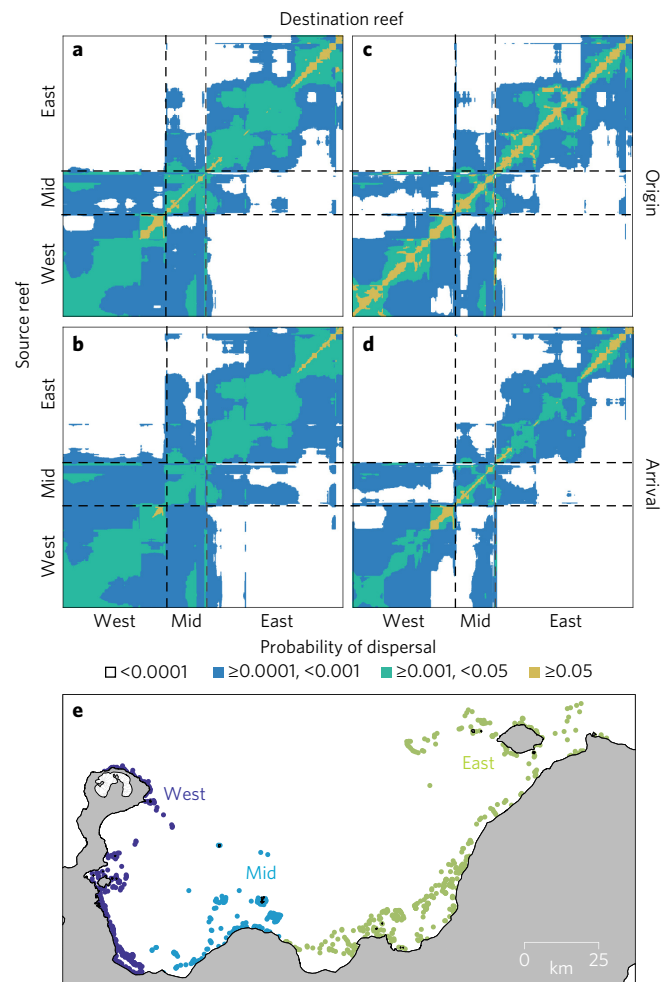 Destination reef
a
c
East
Mid
West
Origin
Source reef
b
d
East
Mid
West
Arrival
West Mid East
West Mid East
Probability of dispersal
<0.0001 ≥0.0001, <0.001 ≥0.001, <0.05 ≥0.05
e
East
West
Mid
0 25
km